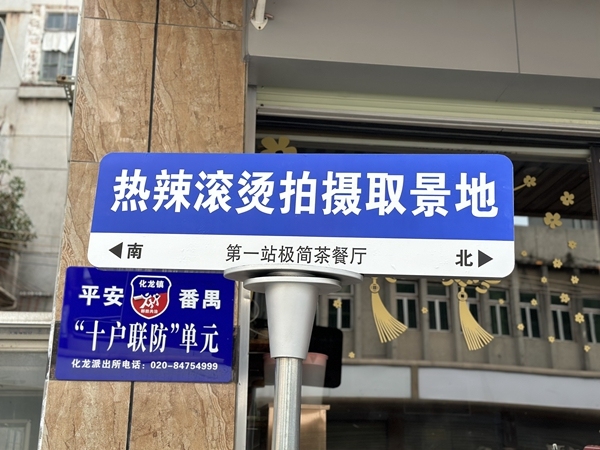 热辣滚烫拍摄取景地
◀南 第一站极简茶餐厅 北▶
化龙镇
平安 番禺
“十户联防”单元
化龙派出所电话：020-84754999